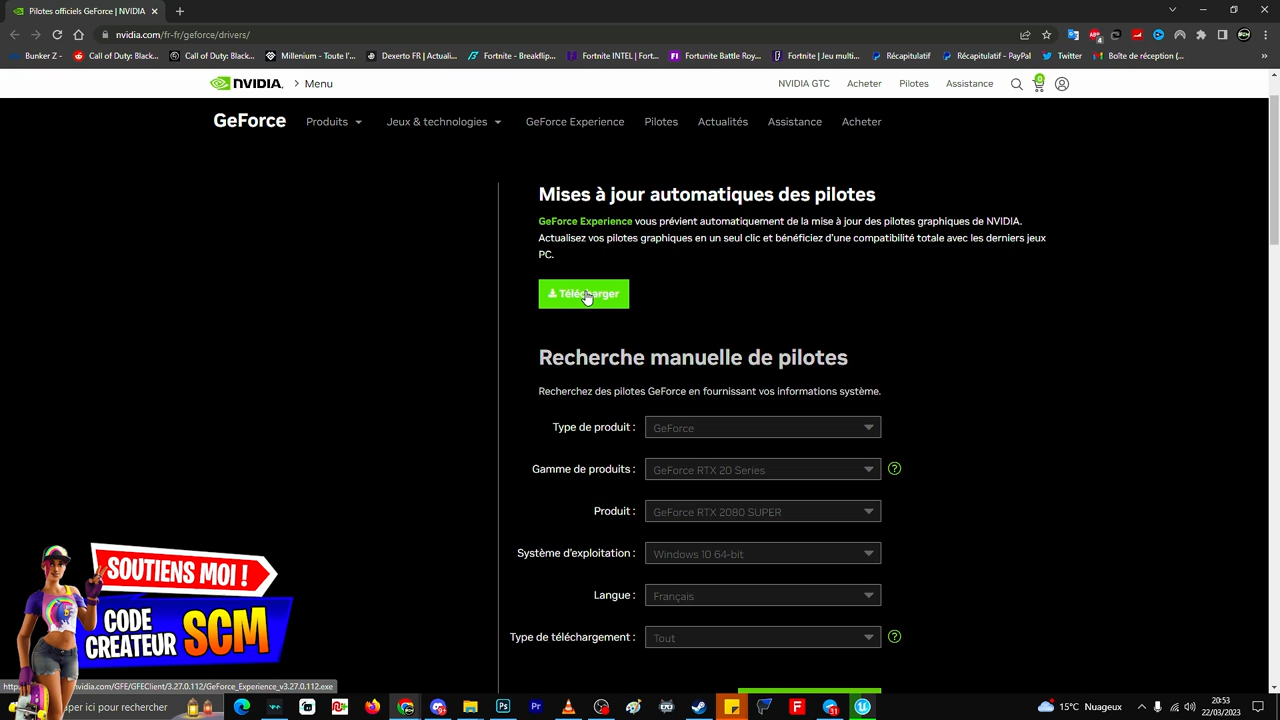 Pilotes officiels GeForce | NVIDIA
nvidia.com/fr-fr/geforce/drivers/
Bunker Z - Call of Duty: Black... Call of Duty: Black... Millenium - Toute l'... Dexerto FR | Actuali... Fortnite - Breakflip... Fortnite INTEL | Fort... Fortunite Battle Roy... Fortnite | Jeu multi... Récapitulatif Récapitulatif - PayPal Twitter Boîte de réception (... »
NVIDIA. Menu NVIDIA GTC Acheter Pilotes Assistance 0
GeForce Produits Jeux & technologies GeForce Experience Pilotes Actualités Assistance Acheter
Mises à jour automatiques des pilotes
GeForce Experience vous prévient automatiquement de la mise à jour des pilotes graphiques de NVIDIA.
Actualisez vos pilotes graphiques en un seul clic et bénéficiez d'une compatibilité totale avec les derniers jeux
PC.
Télécharger
Recherche manuelle de pilotes
Recherchez des pilotes GeForce en fournissant vos informations système.
Type de produit : GeForce
Gamme de produits : GeForce RTX 20 Series ?
Produit : GeForce RTX 2080 SUPER
Système d'exploitation : Windows 10 64-bit
Langue : Français
Type de téléchargement : Tout ?
SOUTIENS MOI !
CODE
CREATEUR SCM
nvidia.com/GFE/GFEClient/3.27.0.112/GeForce_Experience_v3.27.0.112.exe
per ici pour rechercher
15°C Nuageux
20:53
22/03/2023